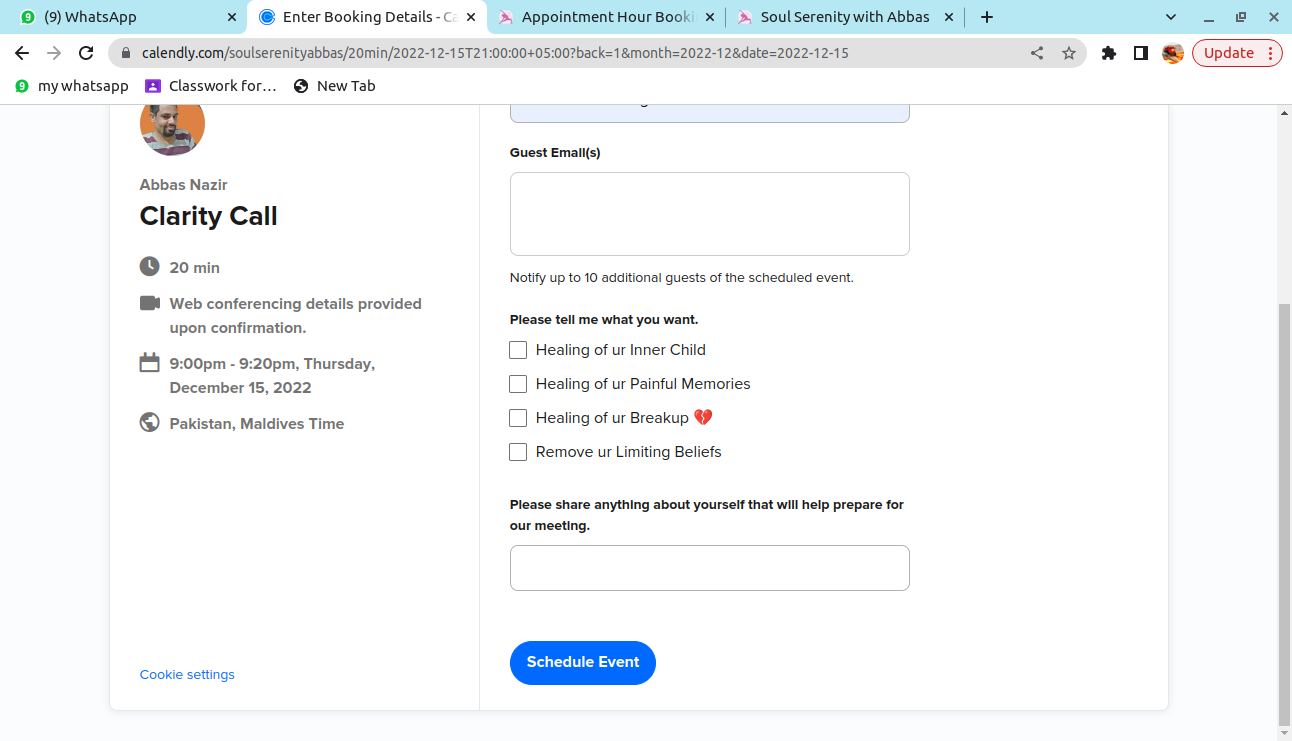 (9) WhatsApp
Enter Booking Details - Ca
Appointment Hour Booki
Soul Serenity with Abbas
calendly.com/soulserenityabbas/20min/2022-12-15T21:00:00+05:00?back=1&month=2022-12&date=2022-12-15
Update
9 my whatsapp
Classwork for...
New Tab
Abbas Nazir
Clarity Call
20 min
Web conferencing details provided
upon confirmation.
9:00pm - 9:20pm, Thursday,
December 15, 2022
Pakistan, Maldives Time
Cookie settings
Guest Email(s)
Notify up to 10 additional guests of the scheduled event.
Please tell me what you want.
Healing of ur Inner Child
Healing of ur Painful Memories
Healing of ur Breakup 💔
Remove ur Limiting Beliefs
Please share anything about yourself that will help prepare for
our meeting.
Schedule Event